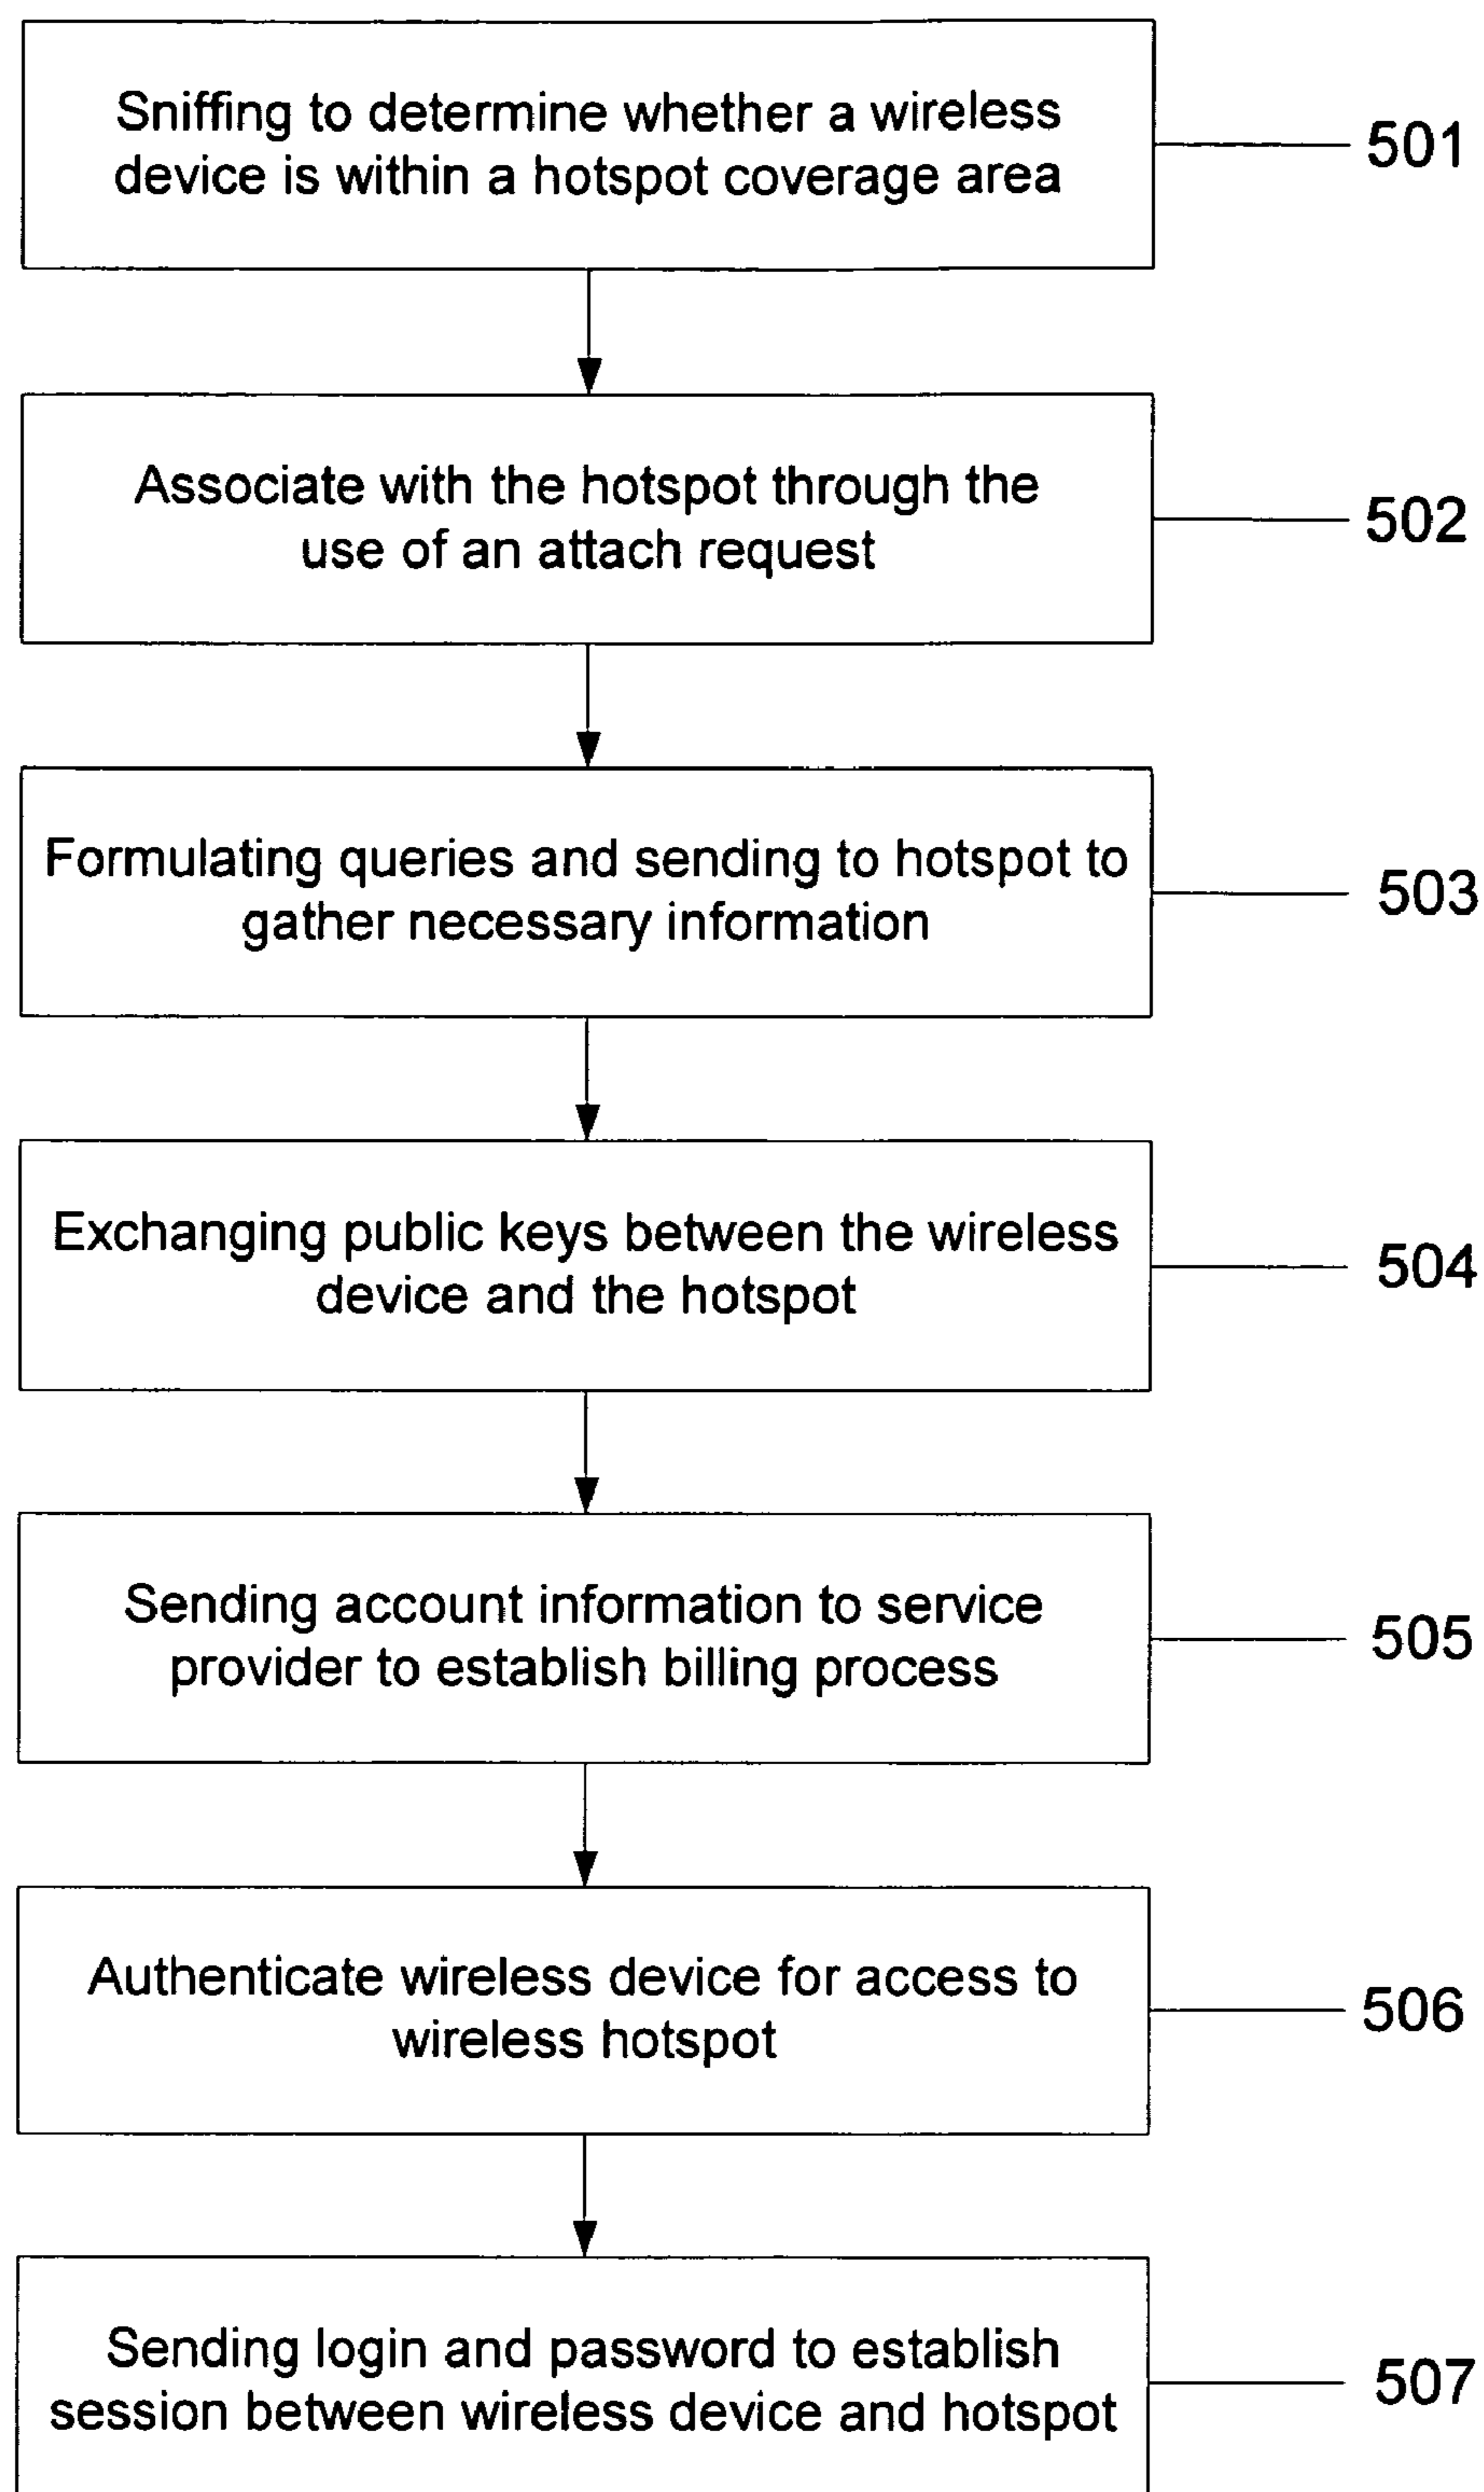 Sniffing to determine whether a wireless
device is within a hotspot coverage area
501
Associate with the hotspot through the
use of an attach request
502
Formulating queries and sending to hotspot to
gather necessary information
503
Exchanging public keys between the wireless
device and the hotspot
504
Sending account information to service
provider to establish billing process
505
Authenticate wireless device for access to
wireless hotspot
506
Sending login and password to establish
session between wireless device and hotspot
507